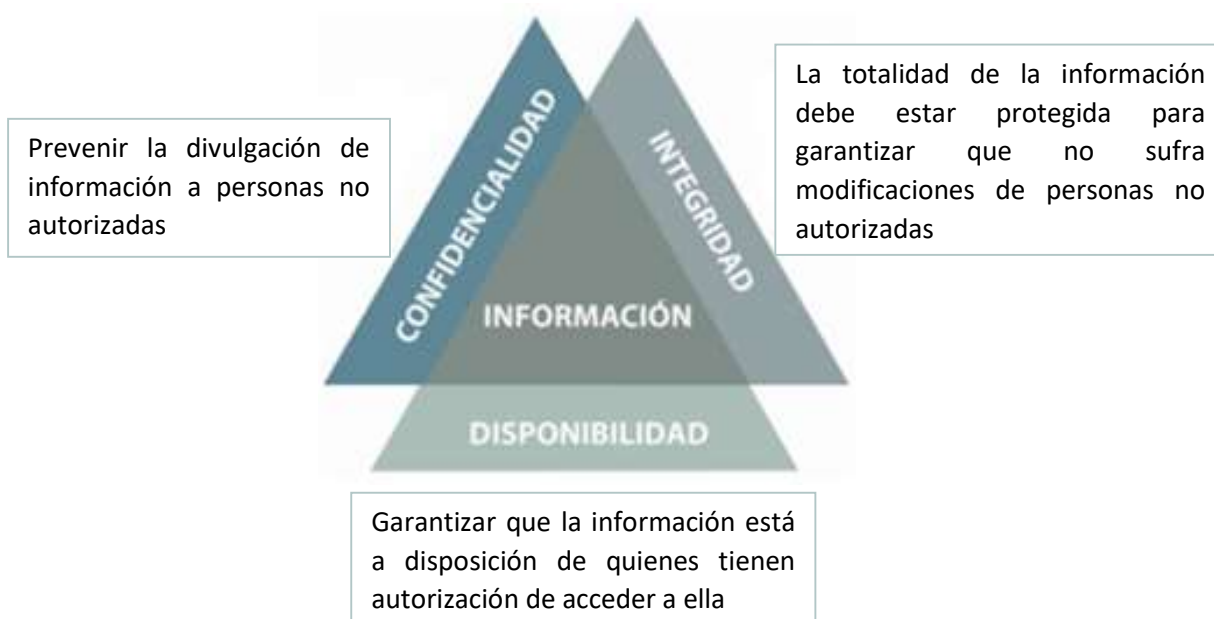 Prevenir la divulgación de
información a personas no
autorizadas
CONFIDENCIALIDAD
INTEGRIDAD
La totalidad de la información
debe estar protegida para
garantizar que no sufra
modificaciones de personas no
autorizadas
INFORMACIÓN
DISPONIBILIDAD
Garantizar que la información está
a disposición de quienes tienen
autorización de acceder a ella